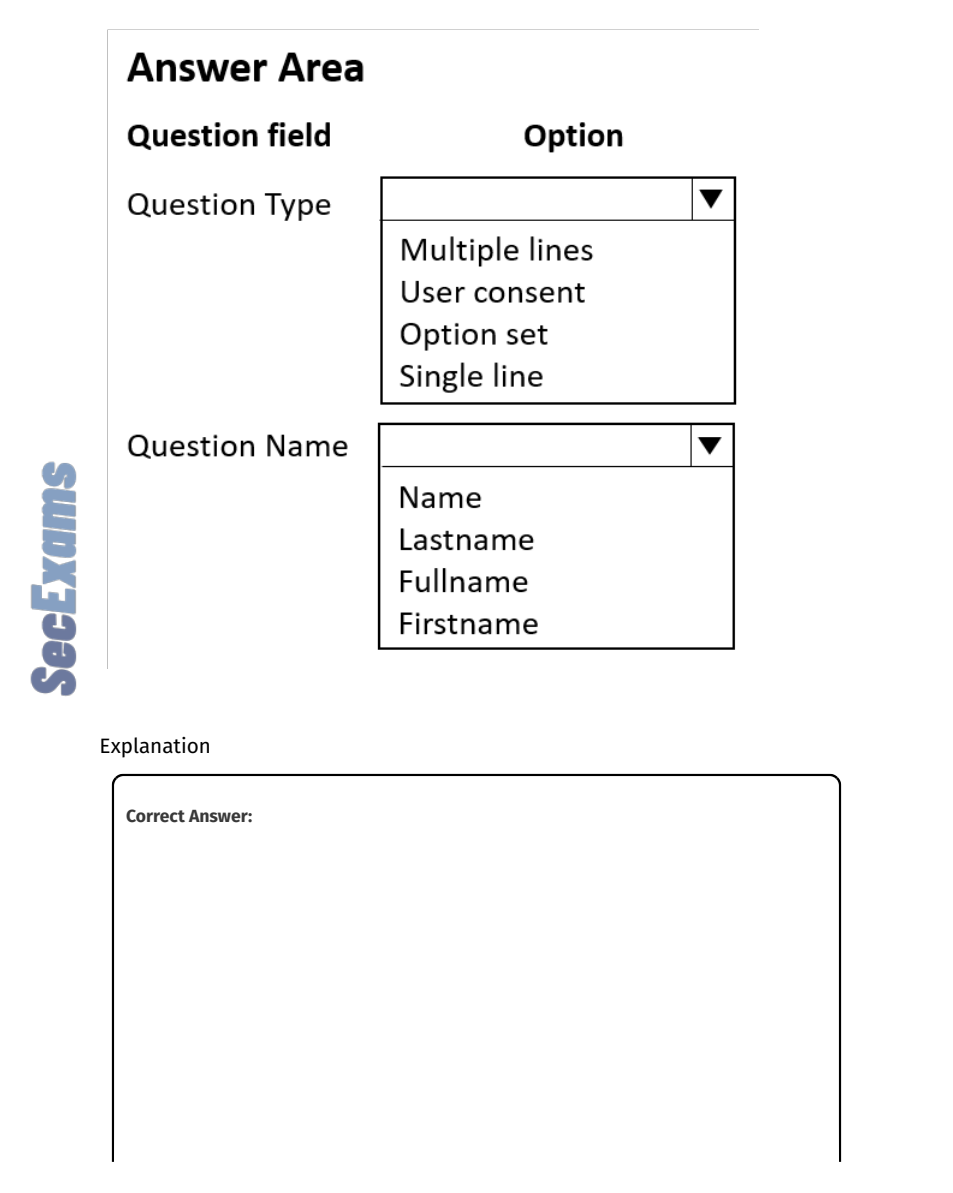 Answer Area
Question field Option
Question Type
Multiple lines
User consent
Option set
Single line
Question Name
Name
Lastname
Fullname
Firstname
SecExams
Explanation
Correct Answer: